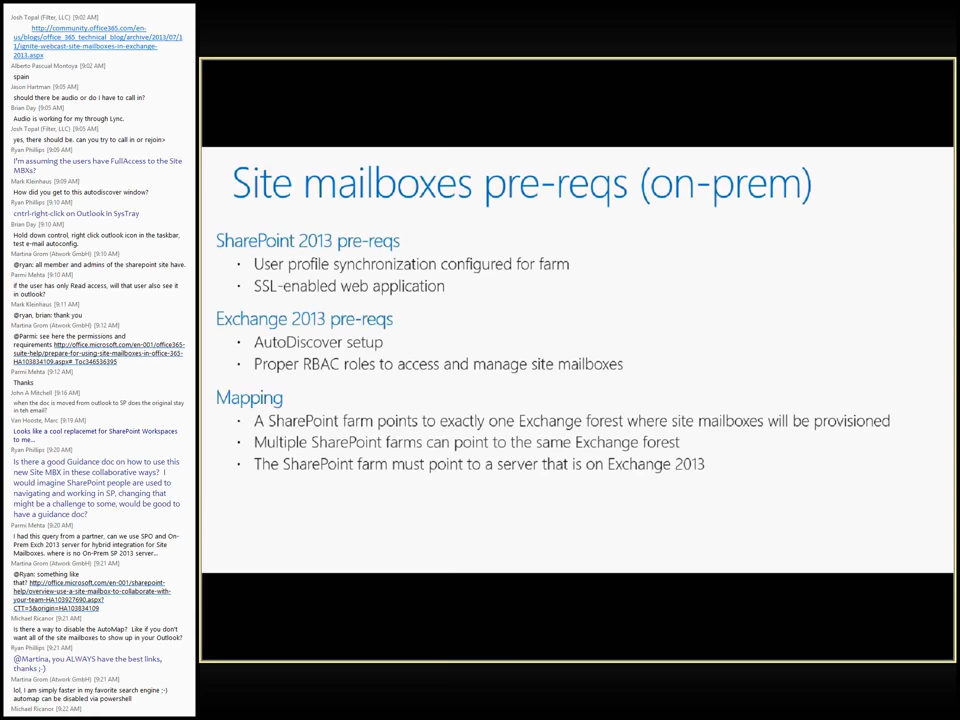 Josh Topal (Filter, LLC) [9:02 AM]
http://community.office365.com/en-
us/blogs/office_365_technical_blog/archive/2013/07/1
1/ignite-webcast-site-mailboxes-in-exchange-
2013.aspx
Alberto Pascual Montoya [9:02 AM]
spain
Jason Hartman [9:05 AM]
should there be audio or do I have to call in?
Brian Day [9:05 AM]
Audio is working for my through Lync.
Josh Topal (Filter, LLC) [9:05 AM]
yes, there should be. can you try to call in or rejoin>
Ryan Phillips [9:09 AM]
I'm assuming the users have FullAccess to the Site
MBXs?
Mark Kleinhaus [9:09 AM]
How did you get to this autodiscover window?
Ryan Phillips [9:10 AM]
cntrl-right-click on Outlook in SysTray
Brian Day [9:10 AM]
Hold down control, right click outlook icon in the taskbar,
test e-mail autoconfig.
Martina Grom (Atwork GmbH) [9:10 AM]
@ryan: all member and admins of the sharepoint site have.
Parmi Mehta [9:10 AM]
if the user has only Read access, will that user also see it
in outlook?
Mark Kleinhaus [9:11 AM]
@ryan, brian: thank you
Martina Grom (Atwork GmbH) [9:12 AM]
@Parmi: see here the permissions and
requirements http://office.microsoft.com/en-001/office365-
suite-help/prepare-for-using-site-mailboxes-in-office-365-
HA103834109.aspx#_Toc346536395
Parmi Mehta [9:12 AM]
Thanks
John A Mitchell [9:16 AM]
when the doc is moved from outlook to SP does the original stay
in teh email?
Van Hooste, Marc [9:19 AM]
Looks like a cool replacemet for SharePoint Workspaces
to me...
Ryan Phillips [9:20 AM]
Is there a good Guidance doc on how to use this
new Site MBX in these collaborative ways? I
would imagine SharePoint people are used to
navigating and working in SP, changing that
might be a challenge to some, would be good to
have a guidance doc?
Parmi Mehta [9:20 AM]
I had this query from a partner, can we use SPO and On-
Prem Exch 2013 server for hybrid integration for Site
Mailboxes. where is no On-Prem SP 2013 server...
Martina Grom (Atwork GmbH) [9:21 AM]
@Ryan: something like
that? http://office.microsoft.com/en-001/sharepoint-
help/overview-use-a-site-mailbox-to-collaborate-with-
your-team-HA103927690.aspx?
CTT=5&origin=HA103834109
Michael Ricanor [9:21 AM]
Is there a way to disable the AutoMap? Like if you don't
want all of the site mailboxes to show up in your Outlook?
Ryan Phillips [9:21 AM]
@Martina, you ALWAYS have the best links,
thanks ;-)
Martina Grom (Atwork GmbH) [9:21 AM]
lol, I am simply faster in my favorite search engine ;-)
automap can be disabled via powershell
Michael Ricanor [9:22 AM]
Site mailboxes pre-reqs (on-prem)
SharePoint 2013 pre-reqs
• User profile synchronization configured for farm
• SSL-enabled web application
Exchange 2013 pre-reqs
• AutoDiscover setup
• Proper RBAC roles to access and manage site mailboxes
Mapping
• A SharePoint farm points to exactly one Exchange forest where site mailboxes will be provisioned
• Multiple SharePoint farms can point to the same Exchange forest
• The SharePoint farm must point to a server that is on Exchange 2013